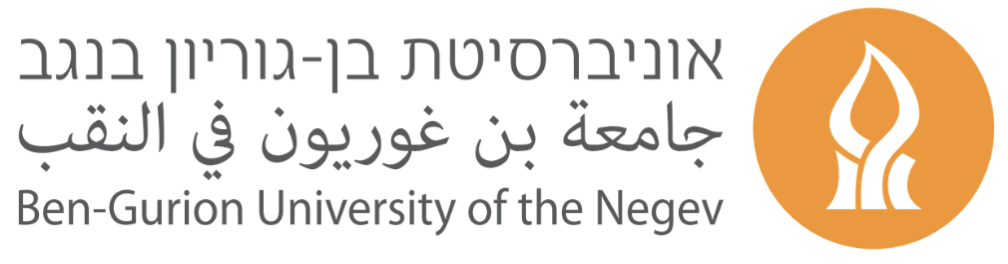 אוניברסיטת בן-גוריון בנגב
جامعة بن غوريون في النقب
Ben-Gurion University of the Negev